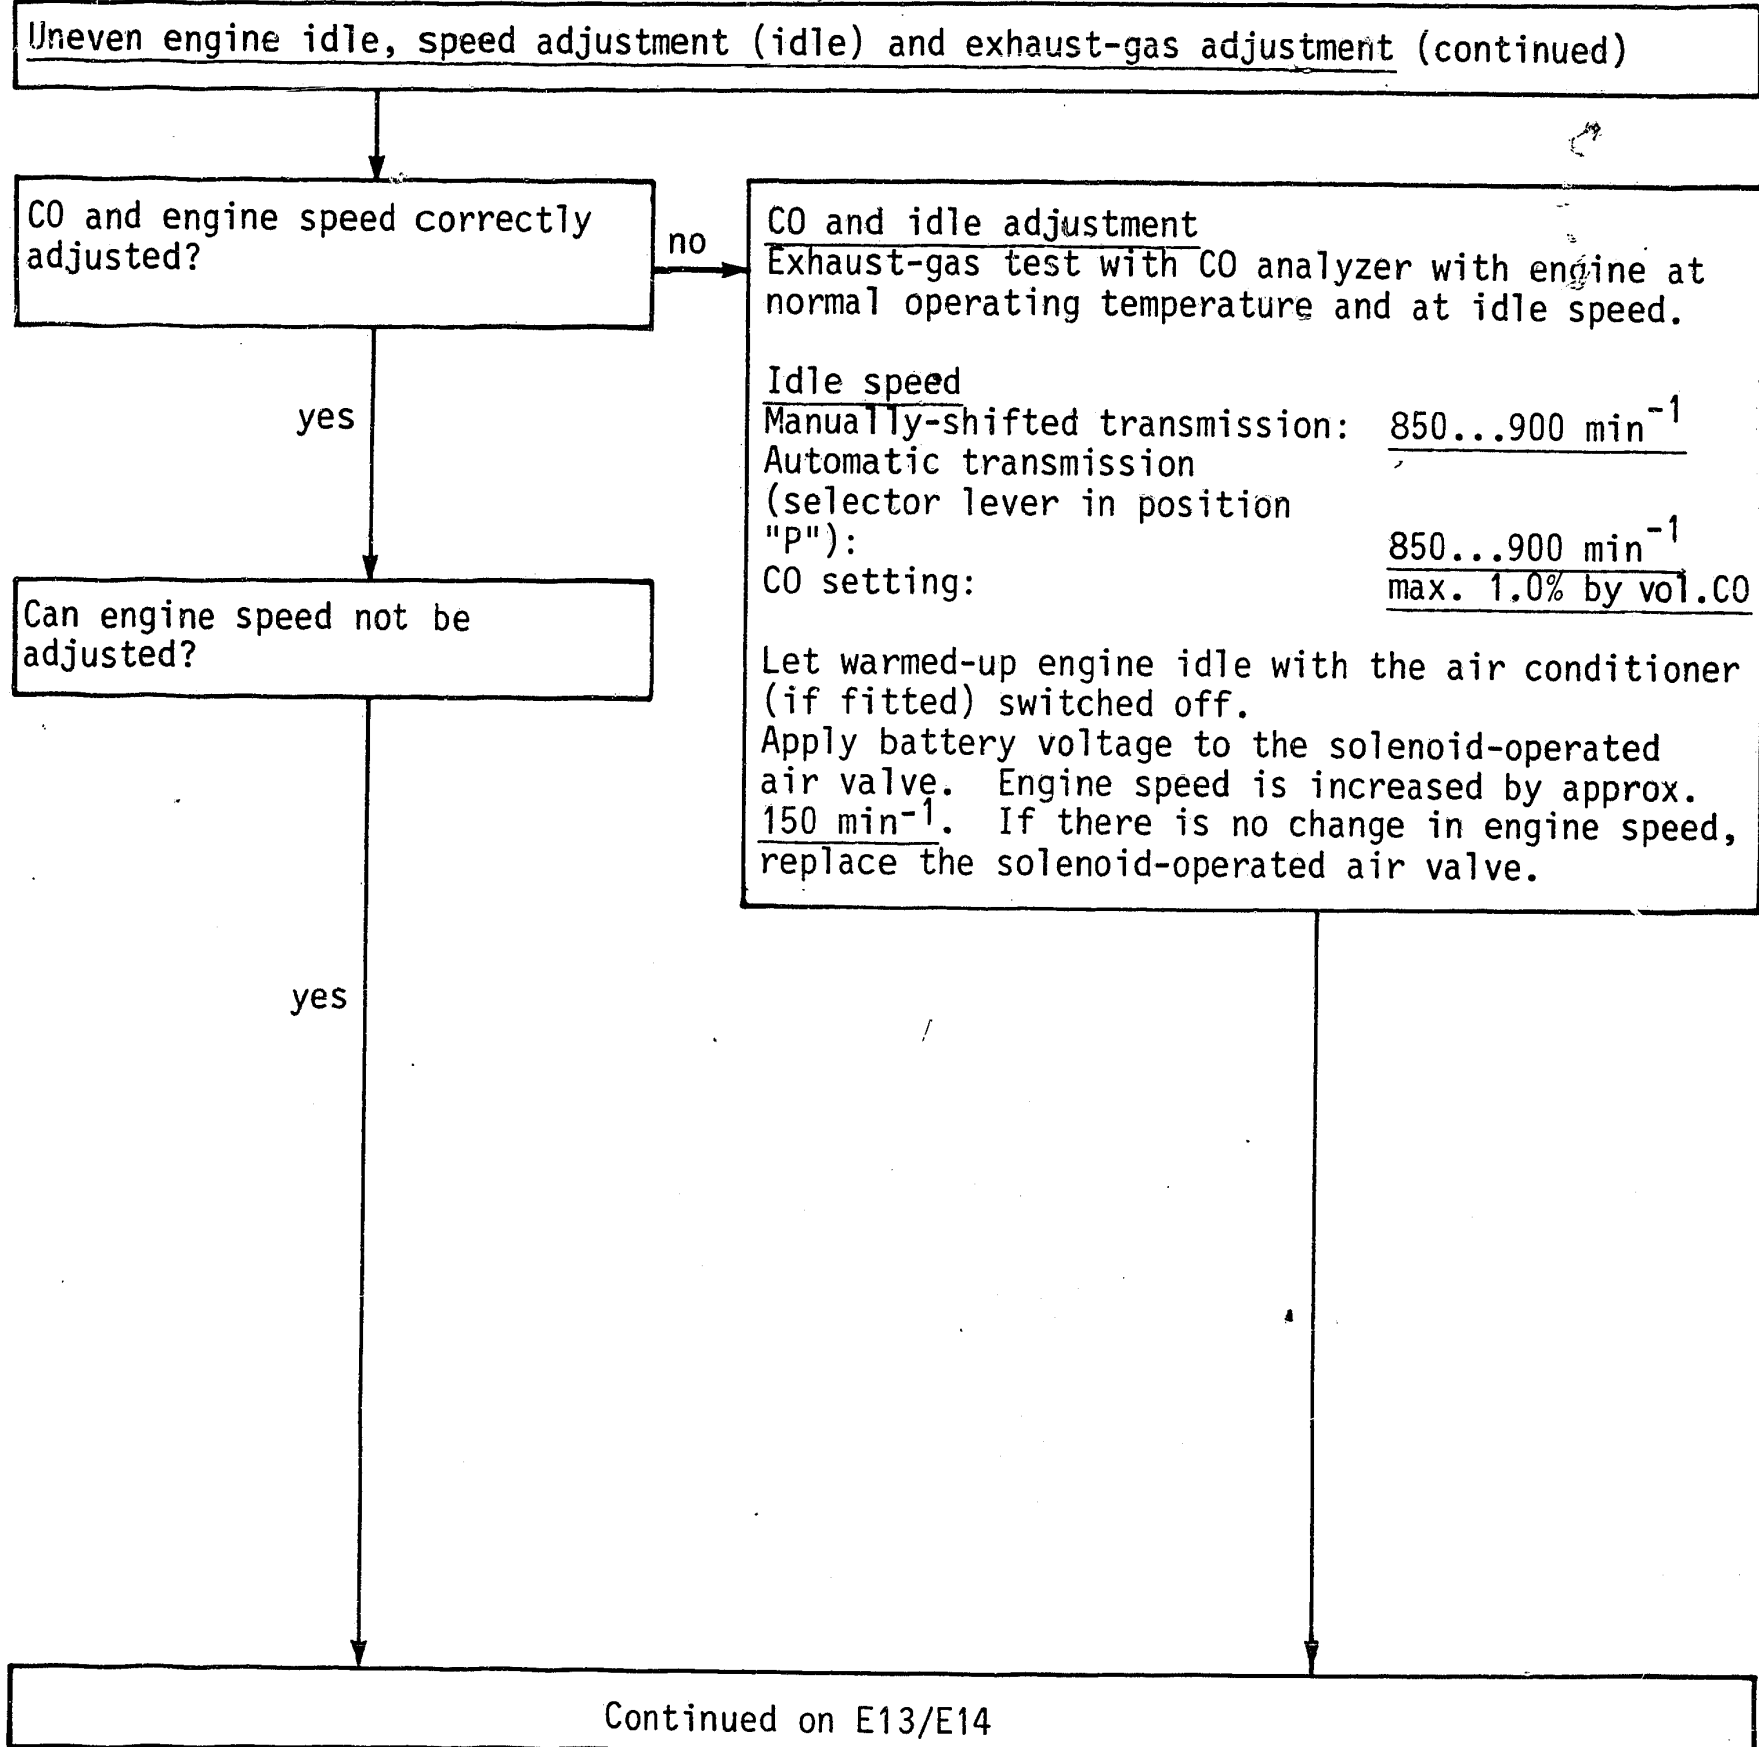 Uneven engine idle, speed adjustment (idle) and exhaust-gas adjustment (continued)
CO and engine speed correctly
adjusted?
no
yes
CO and idle adjustment
Exhaust-gas test with CO analyzer with engine at
normal operating temperature and at idle speed.
Idle speed
Manually-shifted transmission: 850...900 min⁻¹
Automatic transmission
(selector lever in position
"P"): 850...900 min⁻¹
CO setting: max. 1.0% by vol.CO
Let warmed-up engine idle with the air conditioner
(if fitted) switched off.
Apply battery voltage to the solenoid-operated
air valve. Engine speed is increased by approx.
150 min⁻¹. If there is no change in engine speed,
replace the solenoid-operated air valve.
Can engine speed not be
adjusted?
yes
Continued on E13/E14